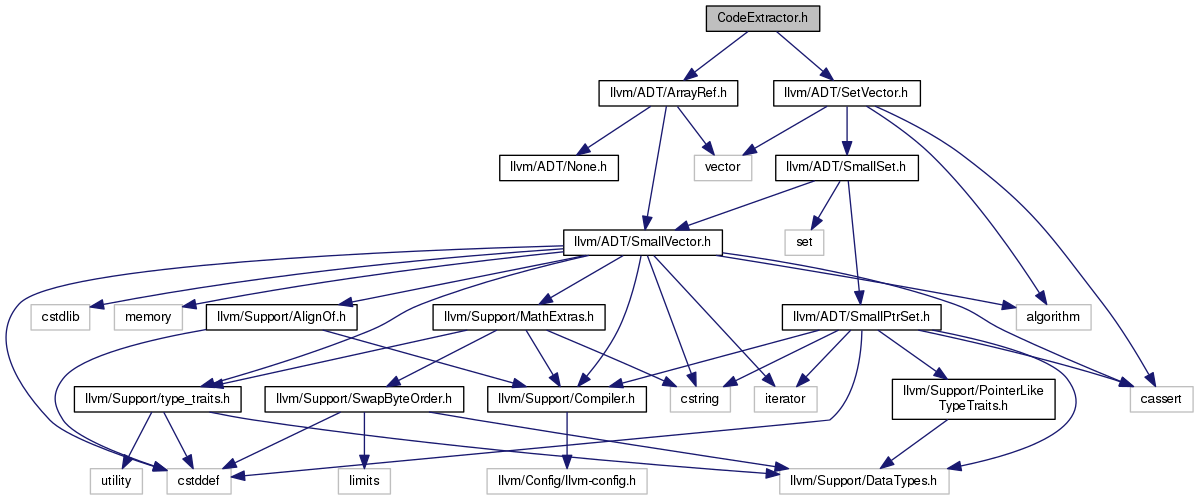 CodeExtractor.h
llvm/ADT/ArrayRef.h
llvm/ADT/SetVector.h
llvm/ADT/None.h
vector
llvm/ADT/SmallSet.h
llvm/ADT/SmallVector.h
set
cstdlib
memory
llvm/Support/AlignOf.h
llvm/Support/MathExtras.h
llvm/ADT/SmallPtrSet.h
algorithm
llvm/Support/type_traits.h
llvm/Support/SwapByteOrder.h
llvm/Support/Compiler.h
cstring
iterator
llvm/Support/PointerLike
TypeTraits.h
cassert
utility
cstddef
limits
llvm/Config/llvm-config.h
llvm/Support/DataTypes.h